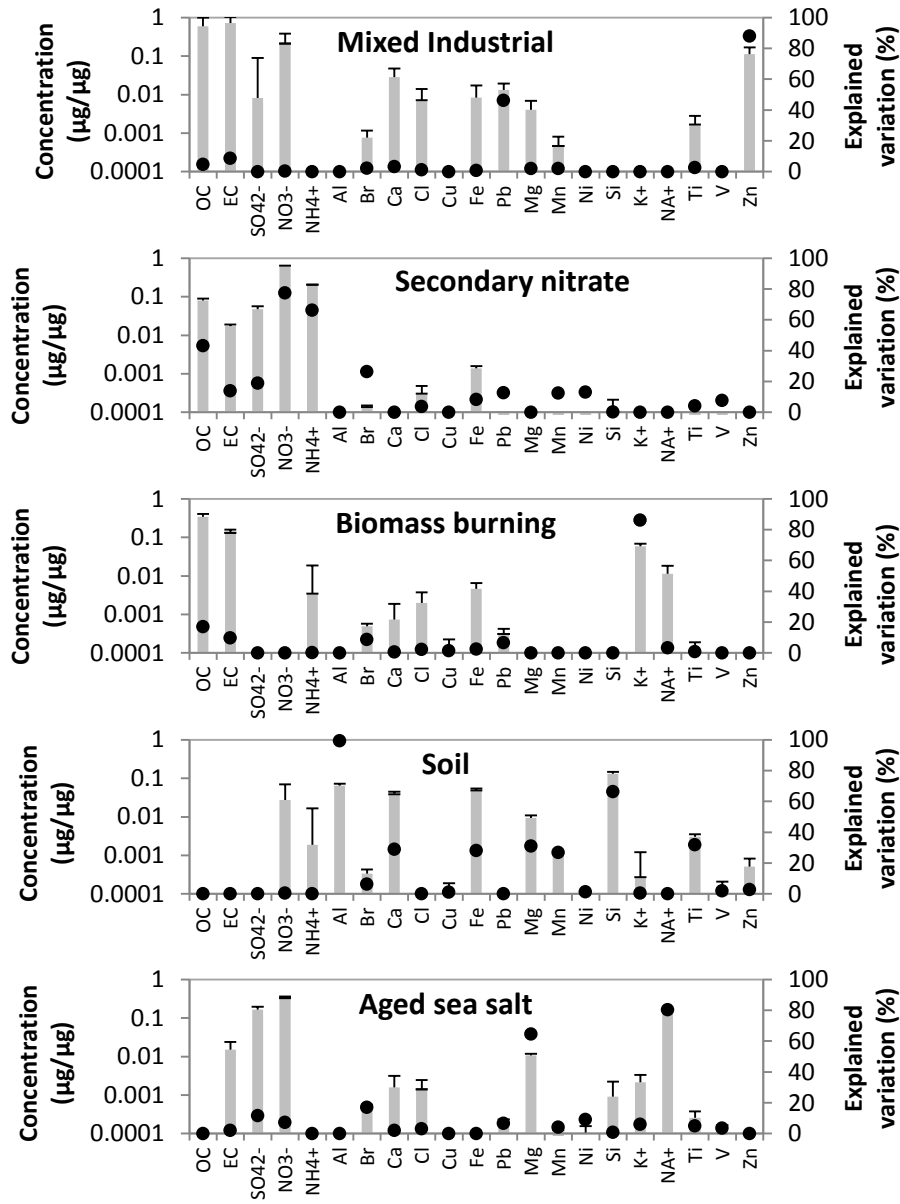 Mixed Industrial
Concentration
(µg/µg)
1
0.1
0.01
0.001
0.0001
100
80
60
40
20
0
Explained
variation (%)
OC EC SO42- NO3- NH4+ Al Br Ca Cl Cu Fe Pb Mg Mn Ni Si K+ NA+ Ti V Zn
Secondary nitrate
Concentration
(µg/µg)
1
0.1
0.01
0.001
0.0001
100
80
60
40
20
0
Explained
variation (%)
OC EC SO42- NO3- NH4+ Al Br Ca Cl Cu Fe Pb Mg Mn Ni Si K+ NA+ Ti V Zn
Biomass burning
Concentration
(µg/µg)
1
0.1
0.01
0.001
0.0001
100
80
60
40
20
0
Explained
variation (%)
OC EC SO42- NO3- NH4+ Al Br Ca Cl Cu Fe Pb Mg Mn Ni Si K+ NA+ Ti V Zn
Soil
Concentration
(µg/µg)
1
0.1
0.01
0.001
0.0001
100
80
60
40
20
0
Explained
variation (%)
OC EC SO42- NO3- NH4+ Al Br Ca Cl Cu Fe Pb Mg Mn Ni Si K+ NA+ Ti V Zn
Aged sea salt
Concentration
(µg/µg)
1
0.1
0.01
0.001
0.0001
100
80
60
40
20
0
Explained
variation (%)
OC EC SO42- NO3- NH4+ Al Br Ca Cl Cu Fe Pb Mg Mn Ni Si K+ NA+ Ti V Zn